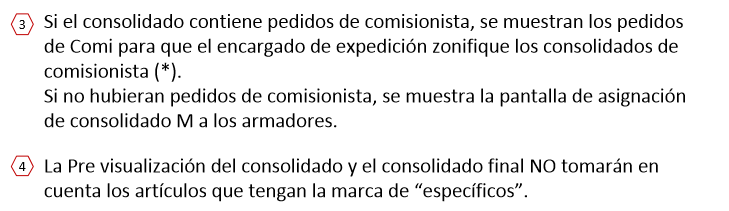 3 Si el consolidado contiene pedidos de comisionista, se muestran los pedidos
de Comi para que el encargado de expedición zonifique los consolidados de
comisionista (*).
Si no hubieran pedidos de comisionista, se muestra la pantalla de asignación
de consolidado M a los armadores.
4 La Pre visualización del consolidado y el consolidado final NO tomarán en
cuenta los artículos que tengan la marca de “específicos”.